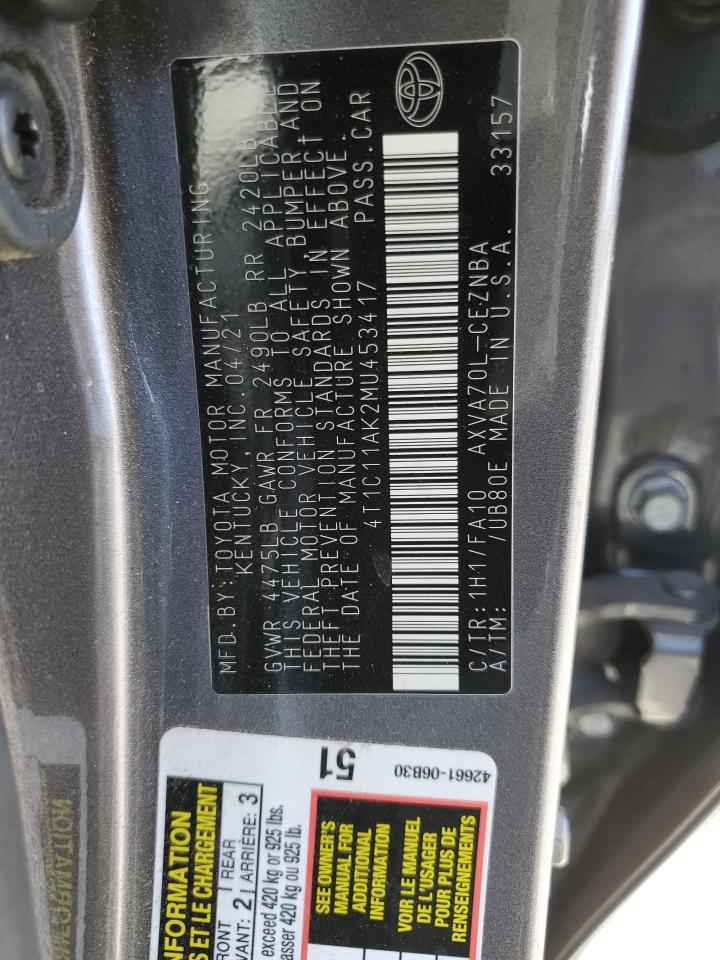 MFD.BY: TOYOTA MOTOR MANUFACTURING
KENTUCKY, INC. 04/21
GVWR 4475LB GAWR FR 2490LB RR 2420LB
THIS VEHICLE CONFORMS TO ALL APPLICABLE
FEDERAL MOTOR VEHICLE SAFETY, BUMPER, AND
THEFT PREVENTION STANDARDS IN EFFECT ON
THE DATE OF MANUFACTURE SHOWN ABOVE.
4T1C11AK2MU453417 PASS.CAR
C/TR: 1H1/FA10 AXVA70L-CEZNBA
A/TM: /UB80E MADE IN U.S.A. 33157
51
42661-06B30
INFORMATION
S ET LE CHARGEMENT
FRONT 2 REAR 3
AVANT: ARRIÈRE:
exceed 420 kg or 925 lbs.
passer 420 kg ou 925 lb.
SEE OWNER'S
MANUAL FOR
ADDITIONAL
INFORMATION
VOIR LE MANUEL
DE L'USAGER
POUR PLUS DE
RENSEIGNEMENTS